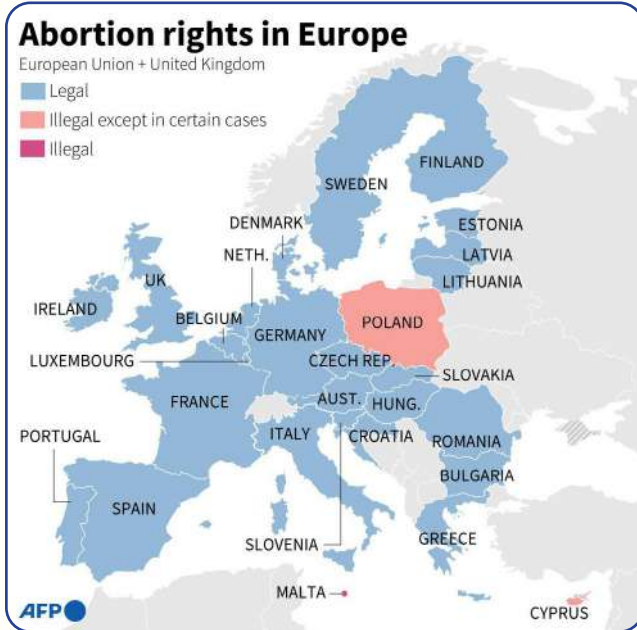 Abortion rights in Europe
European Union + United Kingdom
Legal
Illegal except in certain cases
Illegal
FINLAND
SWEDEN
DENMARK
ESTONIA
NETH.
LATVIA
UK
LITHUANIA
IRELAND
BELGIUM
POLAND
GERMANY
LUXEMBOURG
CZECH REP.
SLOVAKIA
FRANCE
AUST.
HUNG.
PORTUGAL
ITALY
CROATIA
ROMANIA
BULGARIA
SPAIN
SLOVENIA
GREECE
MALTA
AFP
CYPRUS